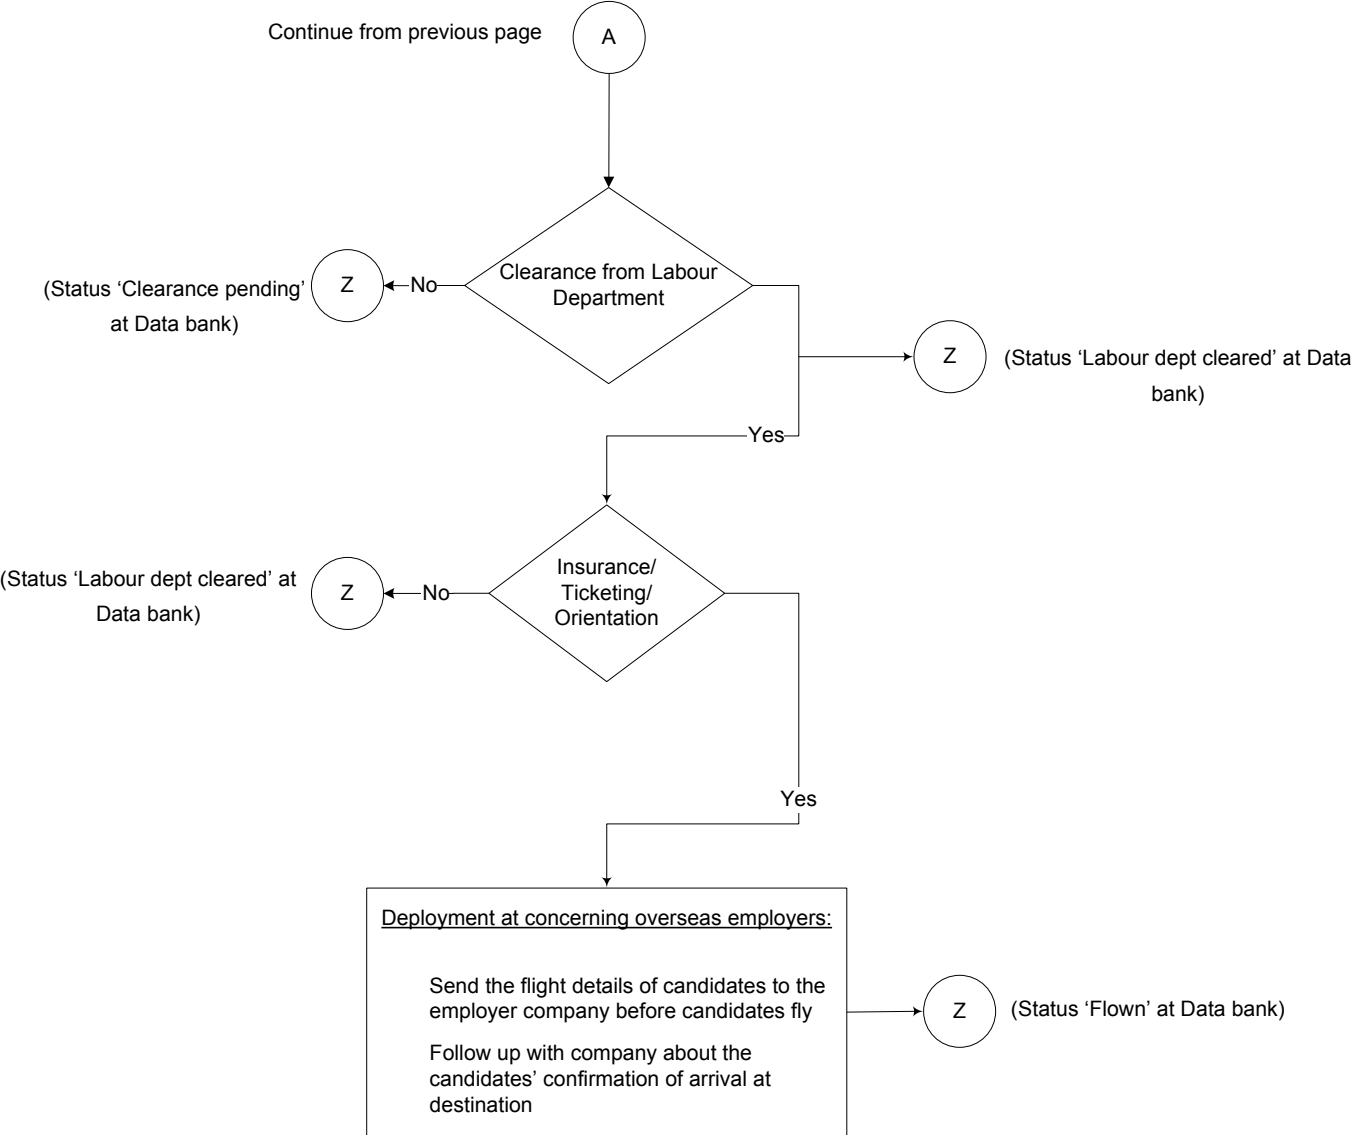 Continue from previous page
A
Clearance from Labour
Department
No
Z
(Status ‘Clearance pending’
at Data bank)
Z
(Status ‘Labour dept cleared’ at Data
bank)
Yes
Insurance/
Ticketing/
Orientation
No
Z
(Status ‘Labour dept cleared’ at
Data bank)
Yes
Deployment at concerning overseas employers:
Send the flight details of candidates to the
employer company before candidates fly
Follow up with company about the
candidates’ confirmation of arrival at
destination
Z
(Status ‘Flown’ at Data bank)